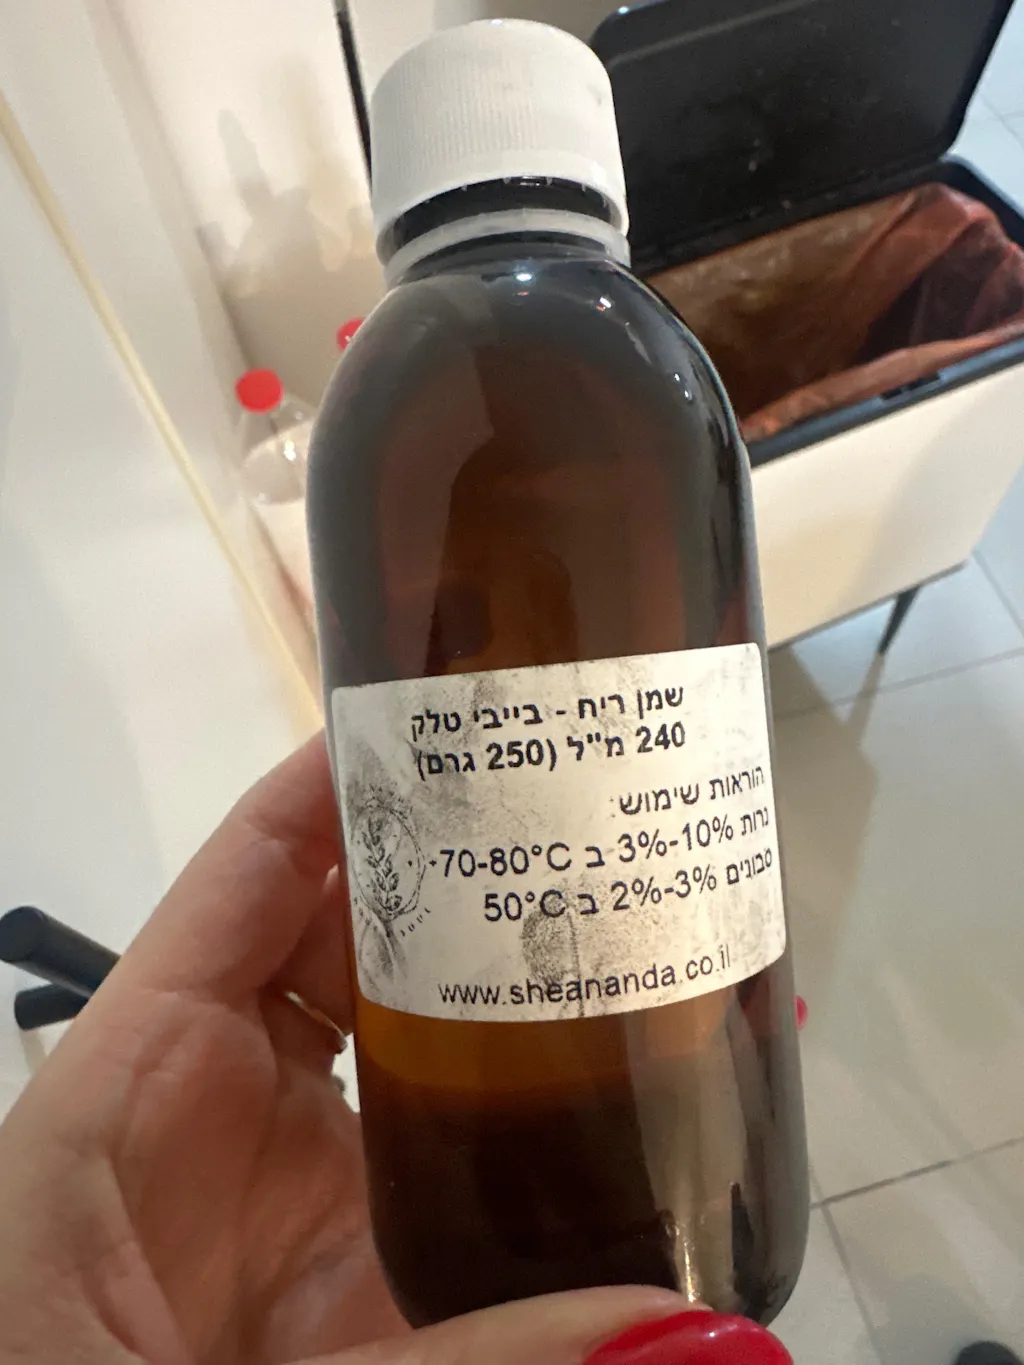 שמן ריח - בייבי טלק
240 מ"ל (250 גרם)
הוראות שימוש:
נרות 3%-10% ב 70-80°C
סבונים 2%-3% ב 50°C
www.sheananda.co.il